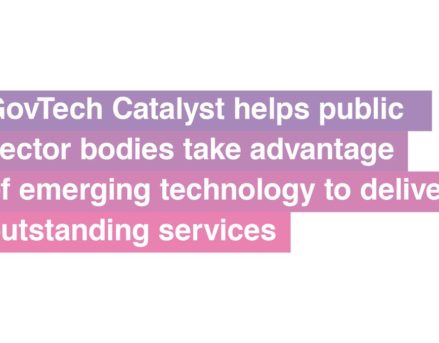 GovTech Catalyst helps public
ector bodies take advantage
f emerging technology to delive
utstanding services